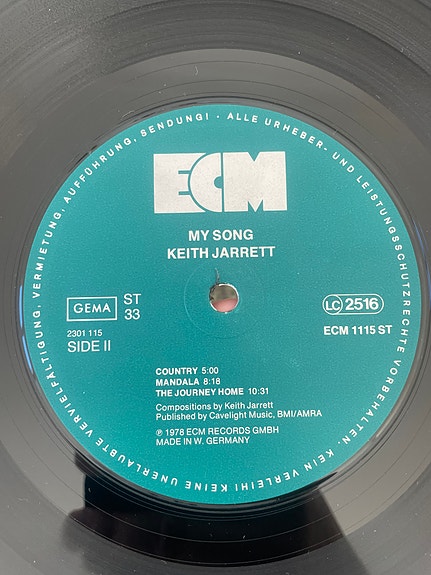 ALLE URHEBER- UND LEISTUNGSSCHUTZRECHTE VORBEHALTEN. KEIN VERLEIH! KEINE UNERLAUBTE VERVIELFÄLTIGUNG, VERMIETUNG, AUFFÜHRUNG, SENDUNG! ·
ECM
MY SONG
KEITH JARRETT
GEMA
ST
33
LC 2516
2301 115
SIDE II
ECM 1115 ST
COUNTRY 5:00
MANDALA 8:18
THE JOURNEY HOME 10:31
Compositions by Keith Jarrett
Published by Cavelight Music, BMI/AMRA
℗ 1978 ECM RECORDS GMBH
MADE IN W. GERMANY